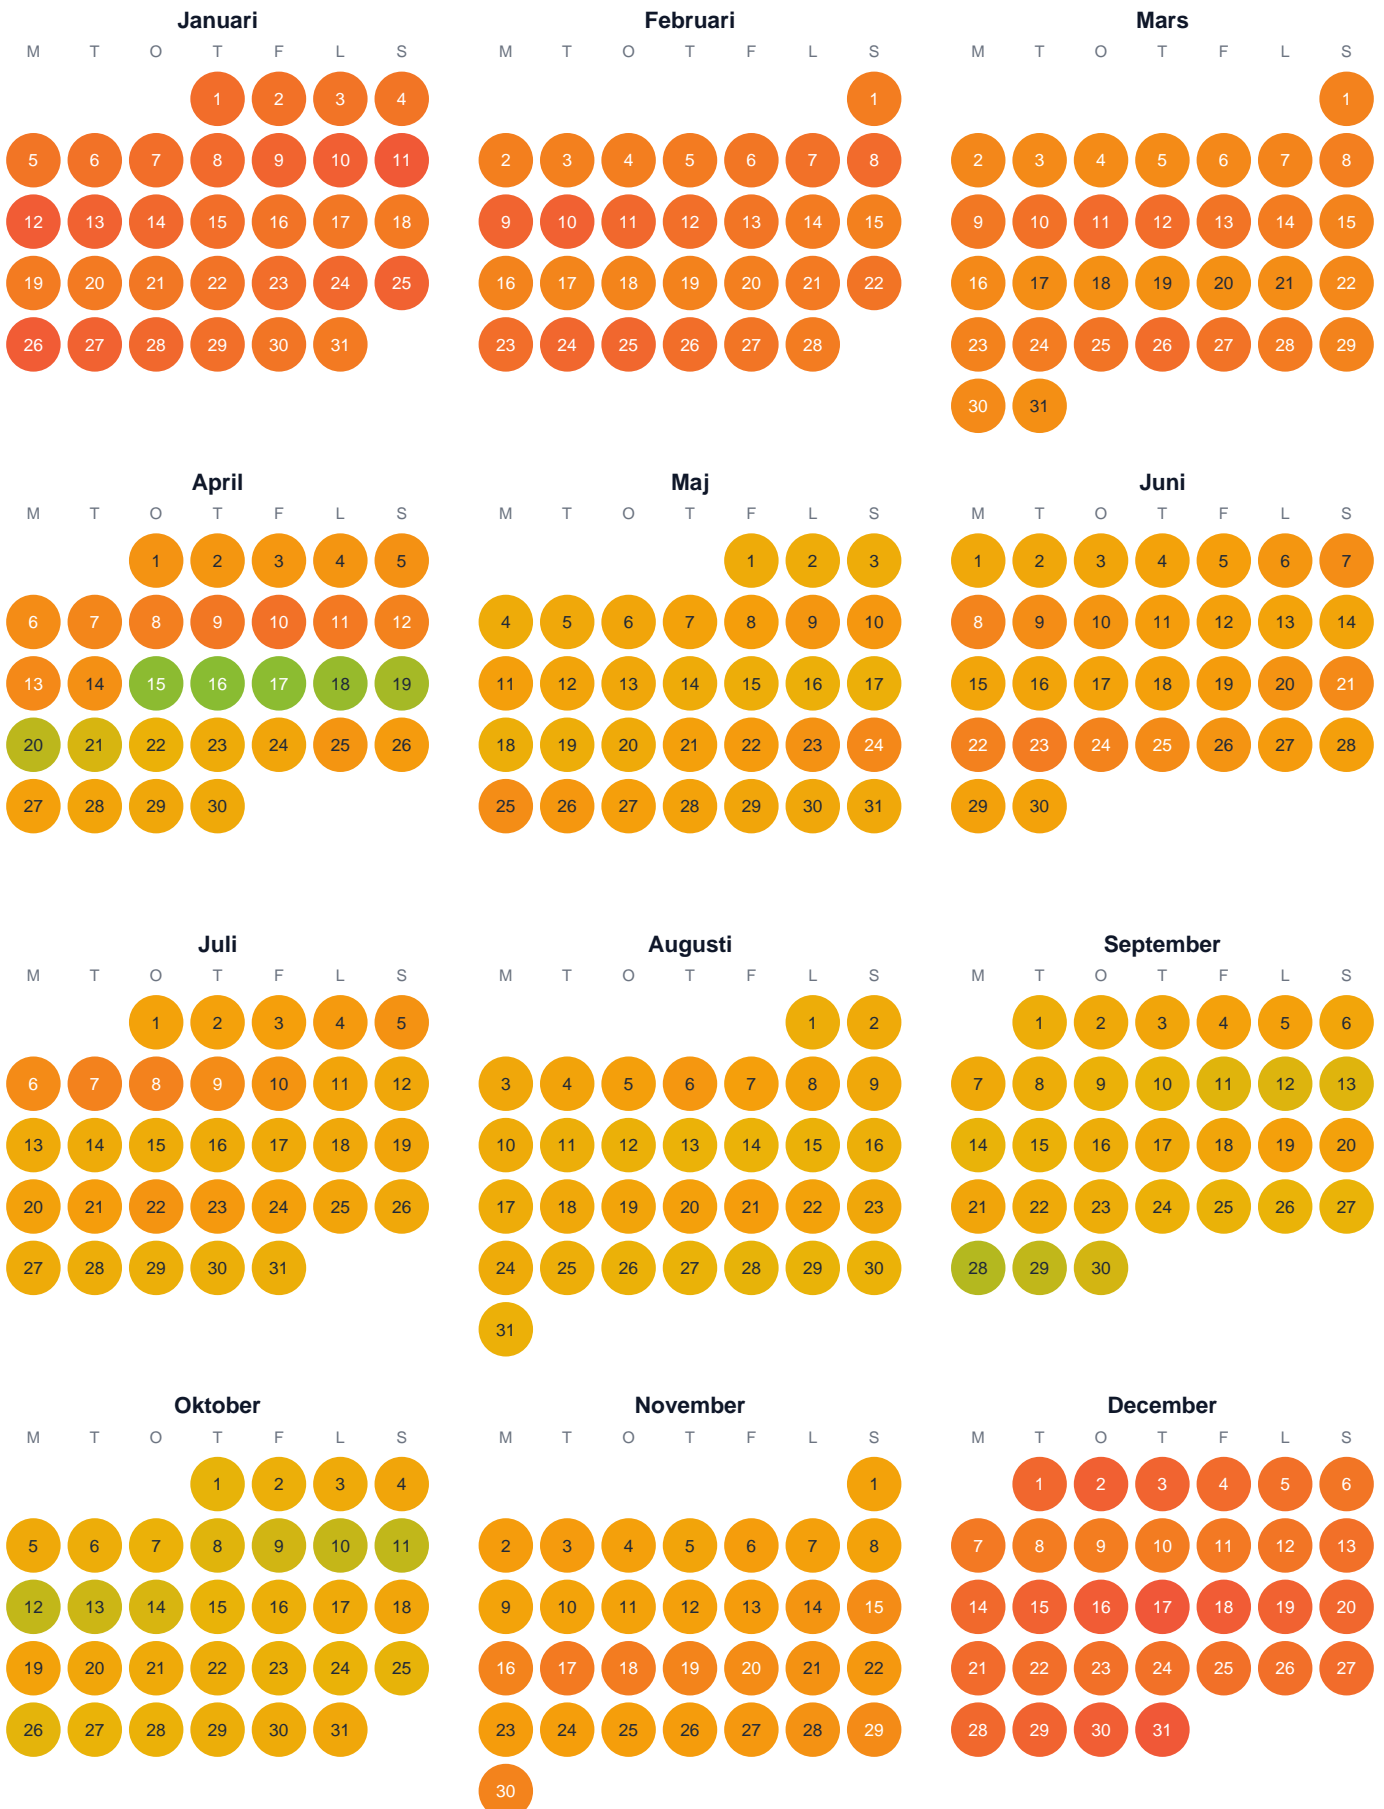 Januari Februari Mars
M T O T F L S M T O T F L S M T O T F L S
1 2 3 4 1 1
5 6 7 8 9 10 11 2 3 4 5 6 7 8 2 3 4 5 6 7 8
12 13 14 15 16 17 18 9 10 11 12 13 14 15 9 10 11 12 13 14 15
19 20 21 22 23 24 25 16 17 18 19 20 21 22 16 17 18 19 20 21 22
26 27 28 29 30 31 23 24 25 26 27 28 23 24 25 26 27 28 29
30 31
April Maj Juni
M T O T F L S M T O T F L S M T O T F L S
1 2 3 4 5 1 2 3 1 2 3 4 5 6 7
6 7 8 9 10 11 12 4 5 6 7 8 9 10 8 9 10 11 12 13 14
13 14 15 16 17 18 19 11 12 13 14 15 16 17 15 16 17 18 19 20 21
20 21 22 23 24 25 26 18 19 20 21 22 23 24 22 23 24 25 26 27 28
27 28 29 30 25 26 27 28 29 30 31 29 30
Juli Augusti September
M T O T F L S M T O T F L S M T O T F L S
1 2 3 4 5 1 2 1 2 3 4 5 6
6 7 8 9 10 11 12 3 4 5 6 7 8 9 7 8 9 10 11 12 13
13 14 15 16 17 18 19 10 11 12 13 14 15 16 14 15 16 17 18 19 20
20 21 22 23 24 25 26 17 18 19 20 21 22 23 21 22 23 24 25 26 27
27 28 29 30 31 24 25 26 27 28 29 30 28 29 30
31
Oktober November December
M T O T F L S M T O T F L S M T O T F L S
1 2 3 4 1 1 2 3 4 5 6
5 6 7 8 9 10 11 2 3 4 5 6 7 8 7 8 9 10 11 12 13
12 13 14 15 16 17 18 9 10 11 12 13 14 15 14 15 16 17 18 19 20
19 20 21 22 23 24 25 16 17 18 19 20 21 22 21 22 23 24 25 26 27
26 27 28 29 30 31 23 24 25 26 27 28 29 28 29 30 31
30